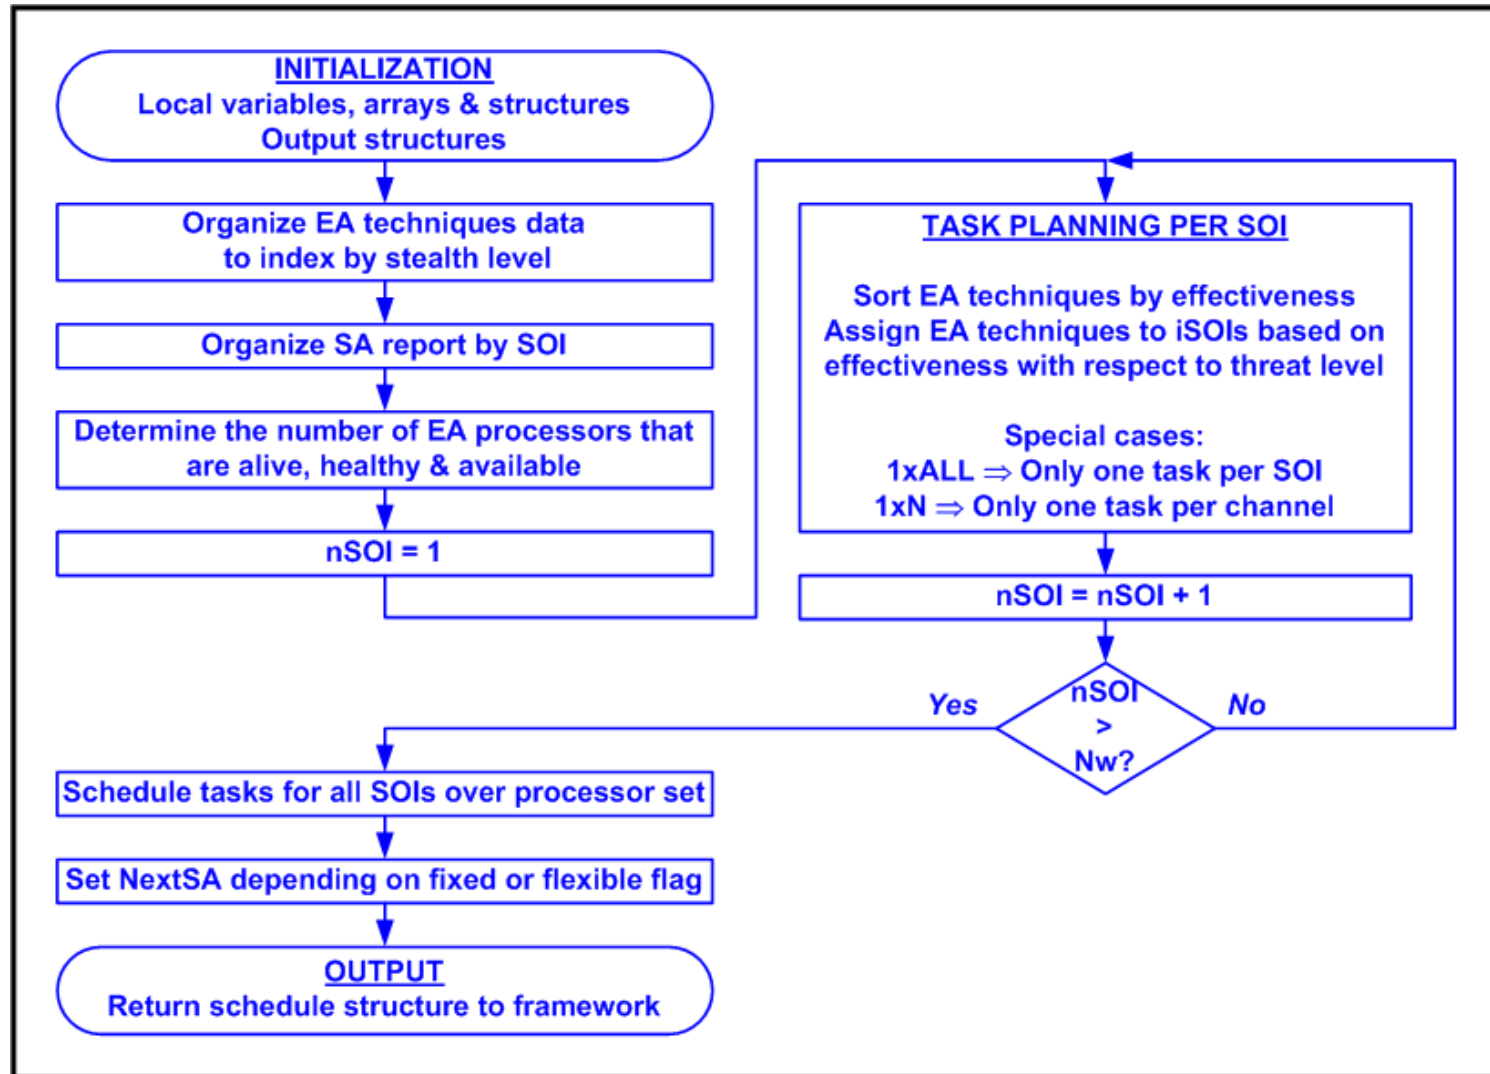 INITIALIZATION
Local variables, arrays & structures
Output structures
Organize EA techniques data
to index by stealth level
Organize SA report by SOI
Determine the number of EA processors that
are alive, healthy & available
nSOI = 1
TASK PLANNING PER SOI
Sort EA techniques by effectiveness
Assign EA techniques to iSOIs based on
effectiveness with respect to threat level
Special cases:
1xALL ⇒ Only one task per SOI
1xN ⇒ Only one task per channel
nSOI = nSOI + 1
nSOI
>
Nw?
Yes
No
Schedule tasks for all SOIs over processor set
Set NextSA depending on fixed or flexible flag
OUTPUT
Return schedule structure to framework